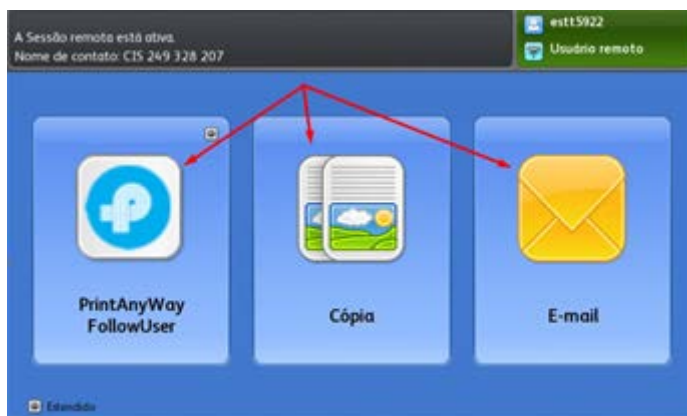 A Sessão remota está ativa.
Nome de contato: CIS 249 328 207
estt5922
Usuário remoto
PrintAnyWay
FollowUser
Cópia
E-mail
Estendido